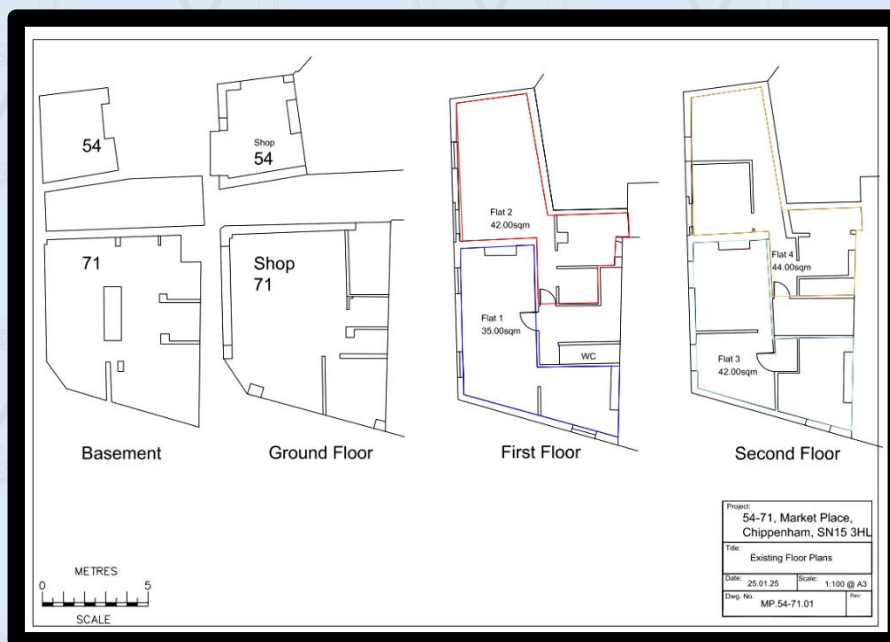 54
Shop
54
71
Shop
71
Flat 2
42.00sqm
Flat 1
35.00sqm
WC
Flat 4
44.00sqm
Flat 3
42.00sqm
Basement
Ground Floor
First Floor
Second Floor
METRES
0
5
SCALE
Project:
54-71, Market Place,
Chippenham, SN15 3HL
Title:
Existing Floor Plans
Date: 25.01.25
Scale: 1:100 @ A3
Dwg. No.
MP.54-71.01
Rev: